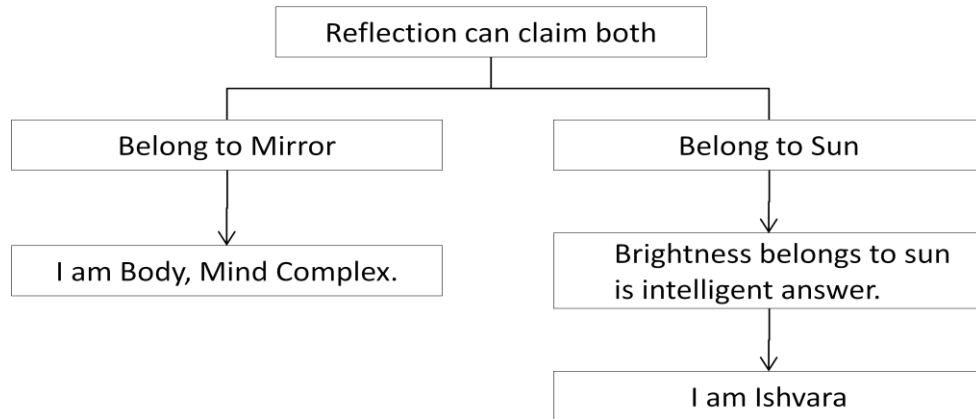 Reflection can claim both
Belong to Mirror
Belong to Sun
I am Body, Mind Complex.
Brightness belongs to sun
is intelligent answer.
I am Ishvara